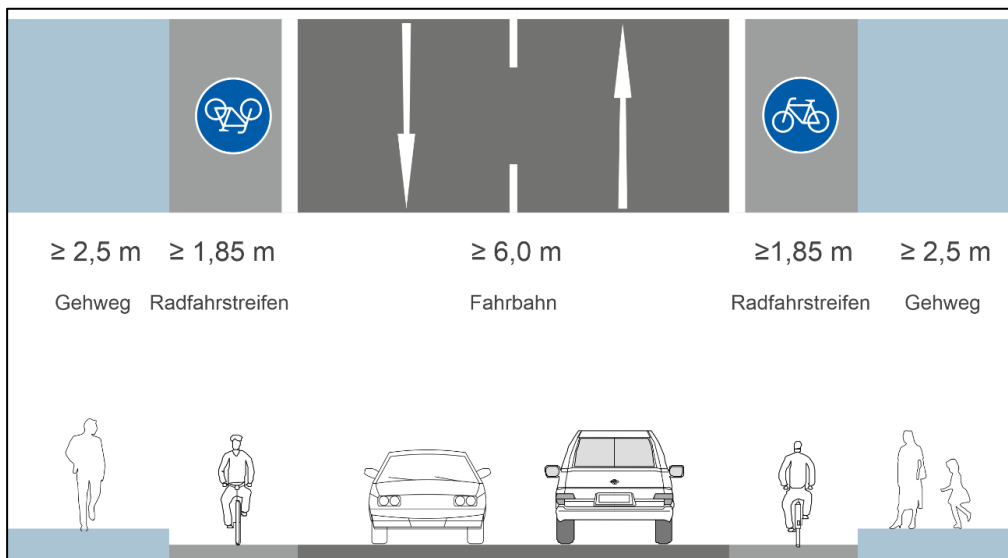 ≥ 2,5 m ≥ 1,85 m ≥ 6,0 m ≥1,85 m ≥ 2,5 m
Gehweg Radfahrstreifen Fahrbahn Radfahrstreifen Gehweg